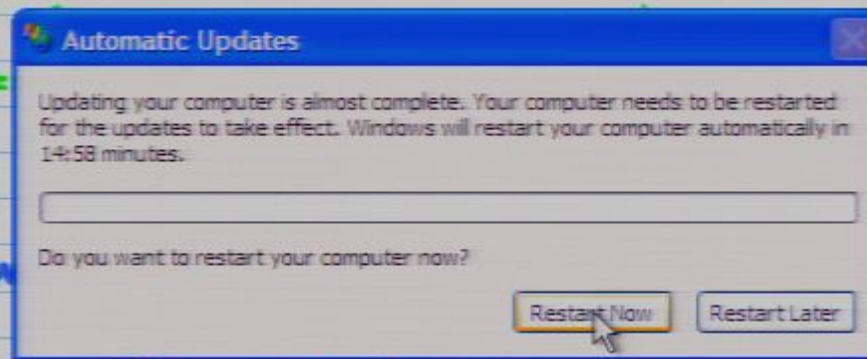 Automatic Updates
Updating your computer is almost complete. Your computer needs to be restarted
for the updates to take effect. Windows will restart your computer automatically in
14:58 minutes.
Do you want to restart your computer now?
Restart Now
Restart Later